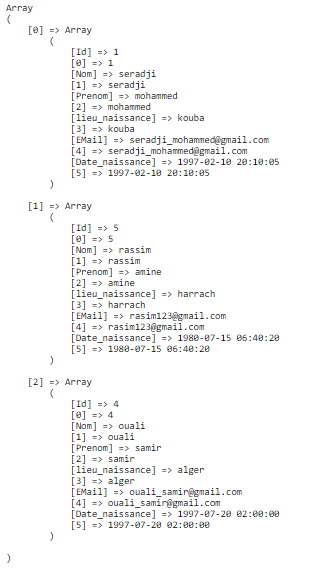 Array
(
    [0] => Array
        (
            [Id] => 1
            [0] => 1
            [Nom] => seradji
            [1] => seradji
            [Prenom] => mohammed
            [2] => mohammed
            [lieu_naissance] => kouba
            [3] => kouba
            [EMail] => seradji_mohammed@gmail.com
            [4] => seradji_mohammed@gmail.com
            [Date_naissance] => 1997-02-10 20:10:05
            [5] => 1997-02-10 20:10:05
        )

    [1] => Array
        (
            [Id] => 5
            [0] => 5
            [Nom] => rassim
            [1] => rassim
            [Prenom] => amine
            [2] => amine
            [lieu_naissance] => harrach
            [3] => harrach
            [EMail] => rasim123@gmail.com
            [4] => rasim123@gmail.com
            [Date_naissance] => 1980-07-15 06:40:20
            [5] => 1980-07-15 06:40:20
        )

    [2] => Array
        (
            [Id] => 4
            [0] => 4
            [Nom] => ouali
            [1] => ouali
            [Prenom] => samir
            [2] => samir
            [lieu_naissance] => alger
            [3] => alger
            [EMail] => ouali_samir@gmail.com
            [4] => ouali_samir@gmail.com
            [Date_naissance] => 1997-07-20 02:00:00
            [5] => 1997-07-20 02:00:00
        )

)